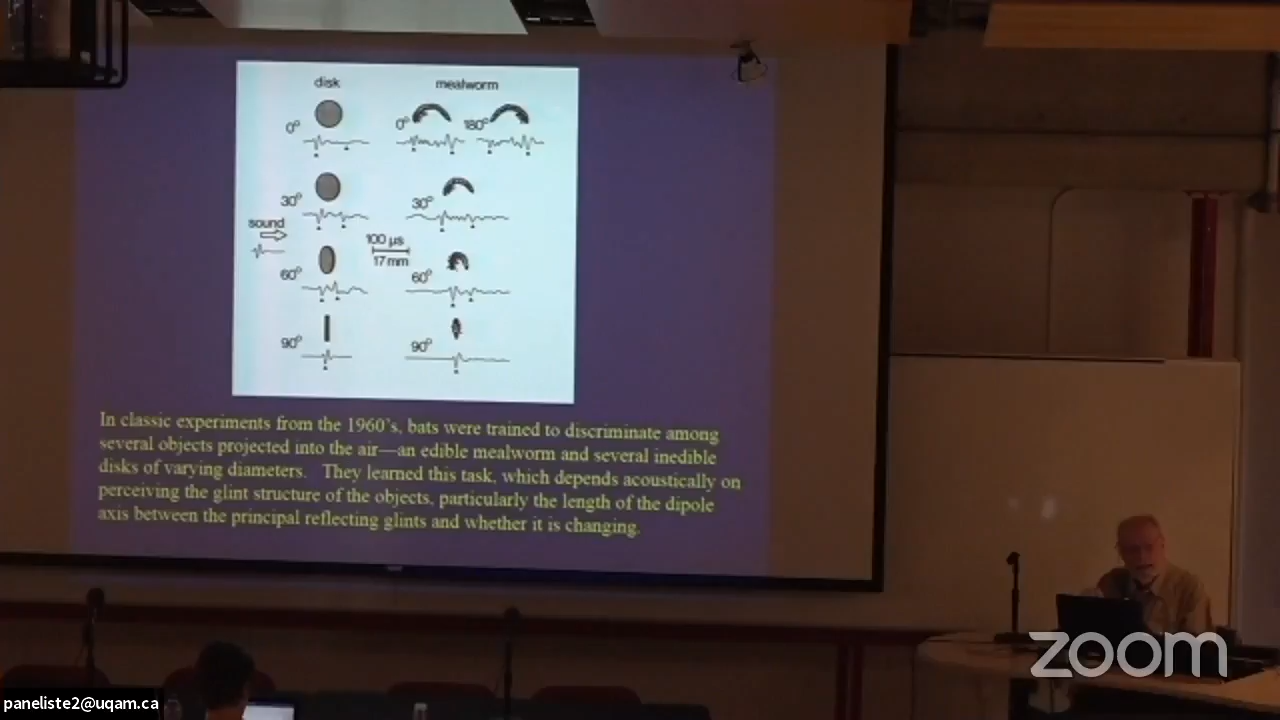 disk mealworm
0° 0° 180°
30° 30°
sound
100 µs
17 mm
60° 60°
90° 90°
In classic experiments from the 1960's, bats were trained to discriminate among
several objects projected into the air—an edible mealworm and several inedible
disks of varying diameters. They learned this task, which depends acoustically on
perceiving the glint structure of the objects, particularly the length of the dipole
axis between the principal reflecting glints and whether it is changing.
zoom
paneliste2@uqam.ca